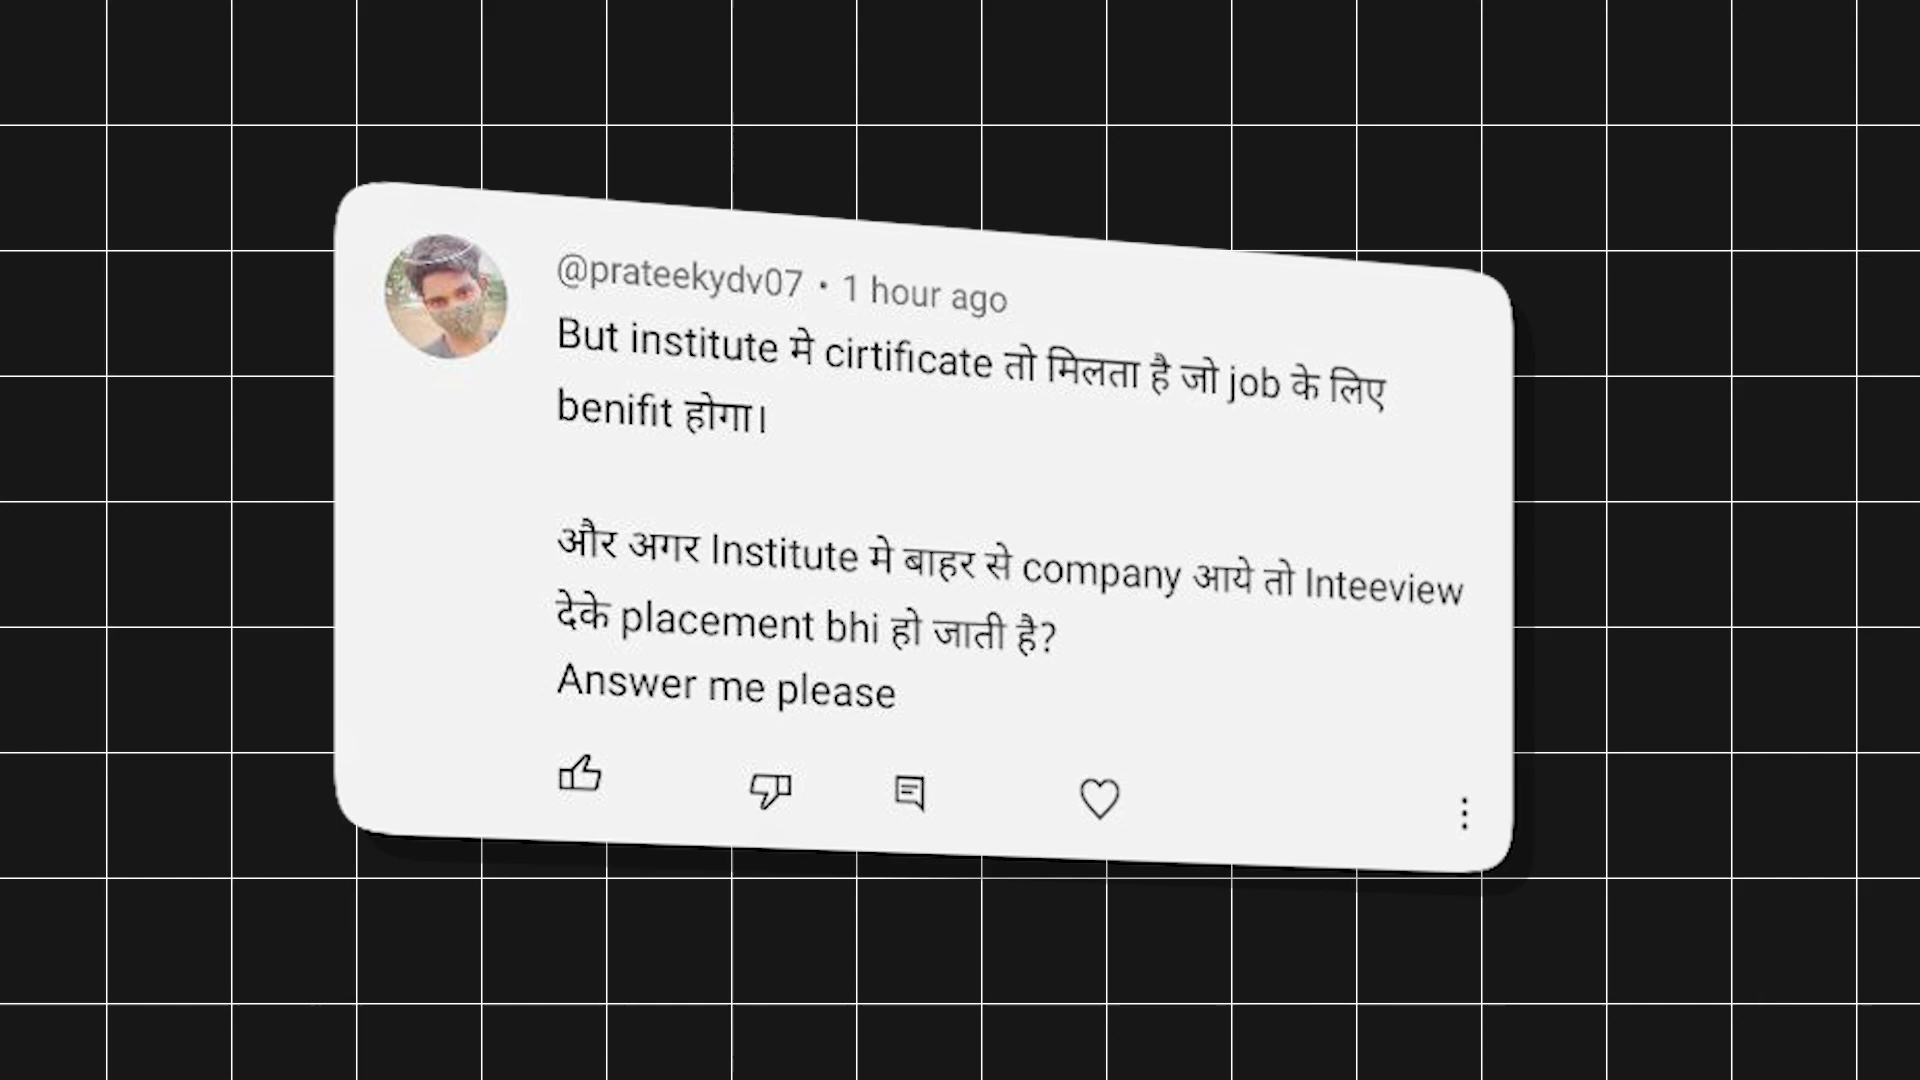 @prateekydv07 • 1 hour ago
But institute मे cirtificate तो मिलता है जो job के लिए
benifit होगा।
और अगर Institute मे बाहर से company आये तो Inteeview
देके placement bhi हो जाती है?
Answer me please